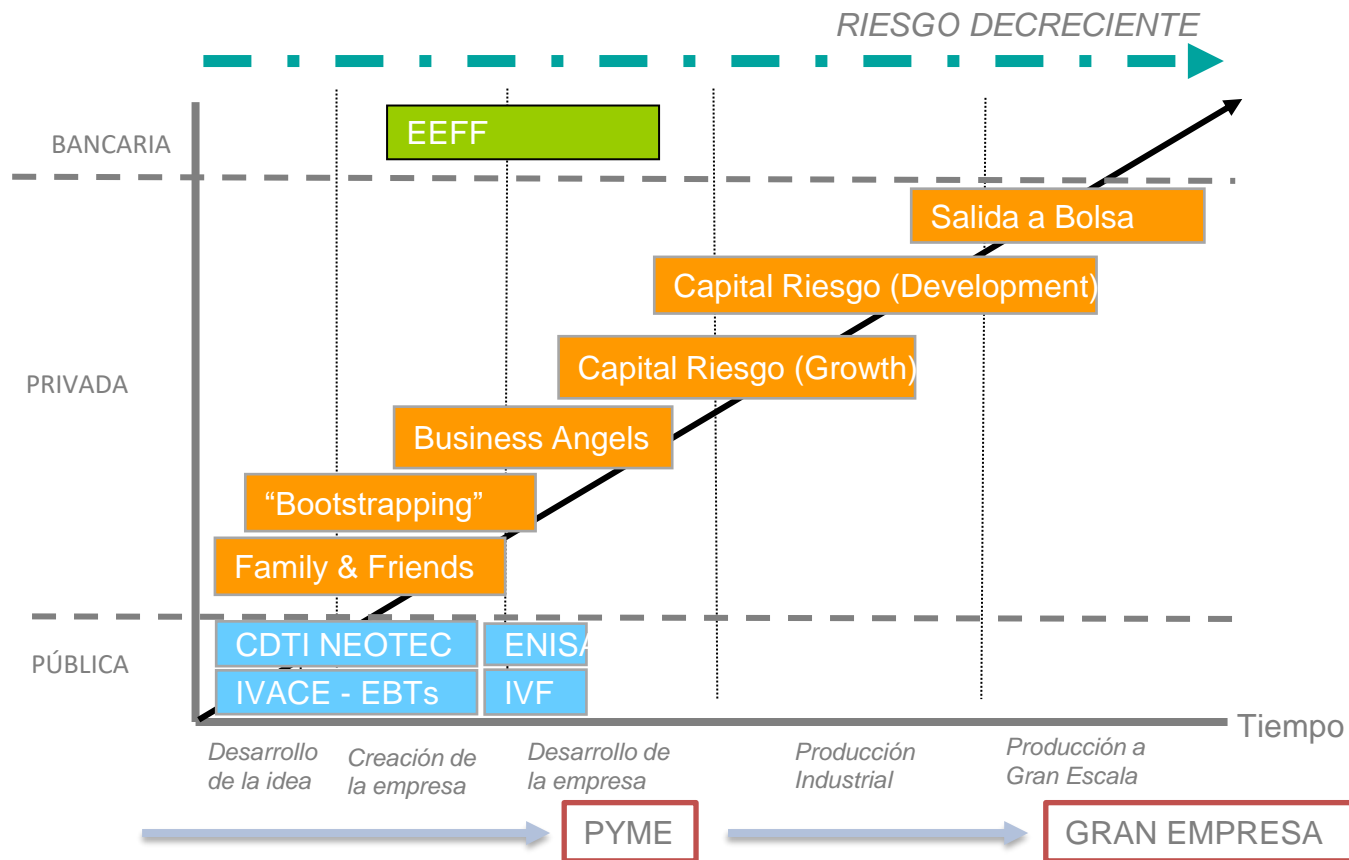 RIESGO DECRECIENTE
BANCARIA
EEFF
Salida a Bolsa
Capital Riesgo (Development)
Capital Riesgo (Growth)
PRIVADA
Business Angels
“Bootstrapping”
Family & Friends
PÚBLICA
CDTI NEOTEC
ENISA
IVACE - EBTs
IVF
Tiempo
Desarrollo
de la idea
Creación de
la empresa
Desarrollo de
la empresa
Producción
Industrial
Producción a
Gran Escala
PYME
GRAN EMPRESA